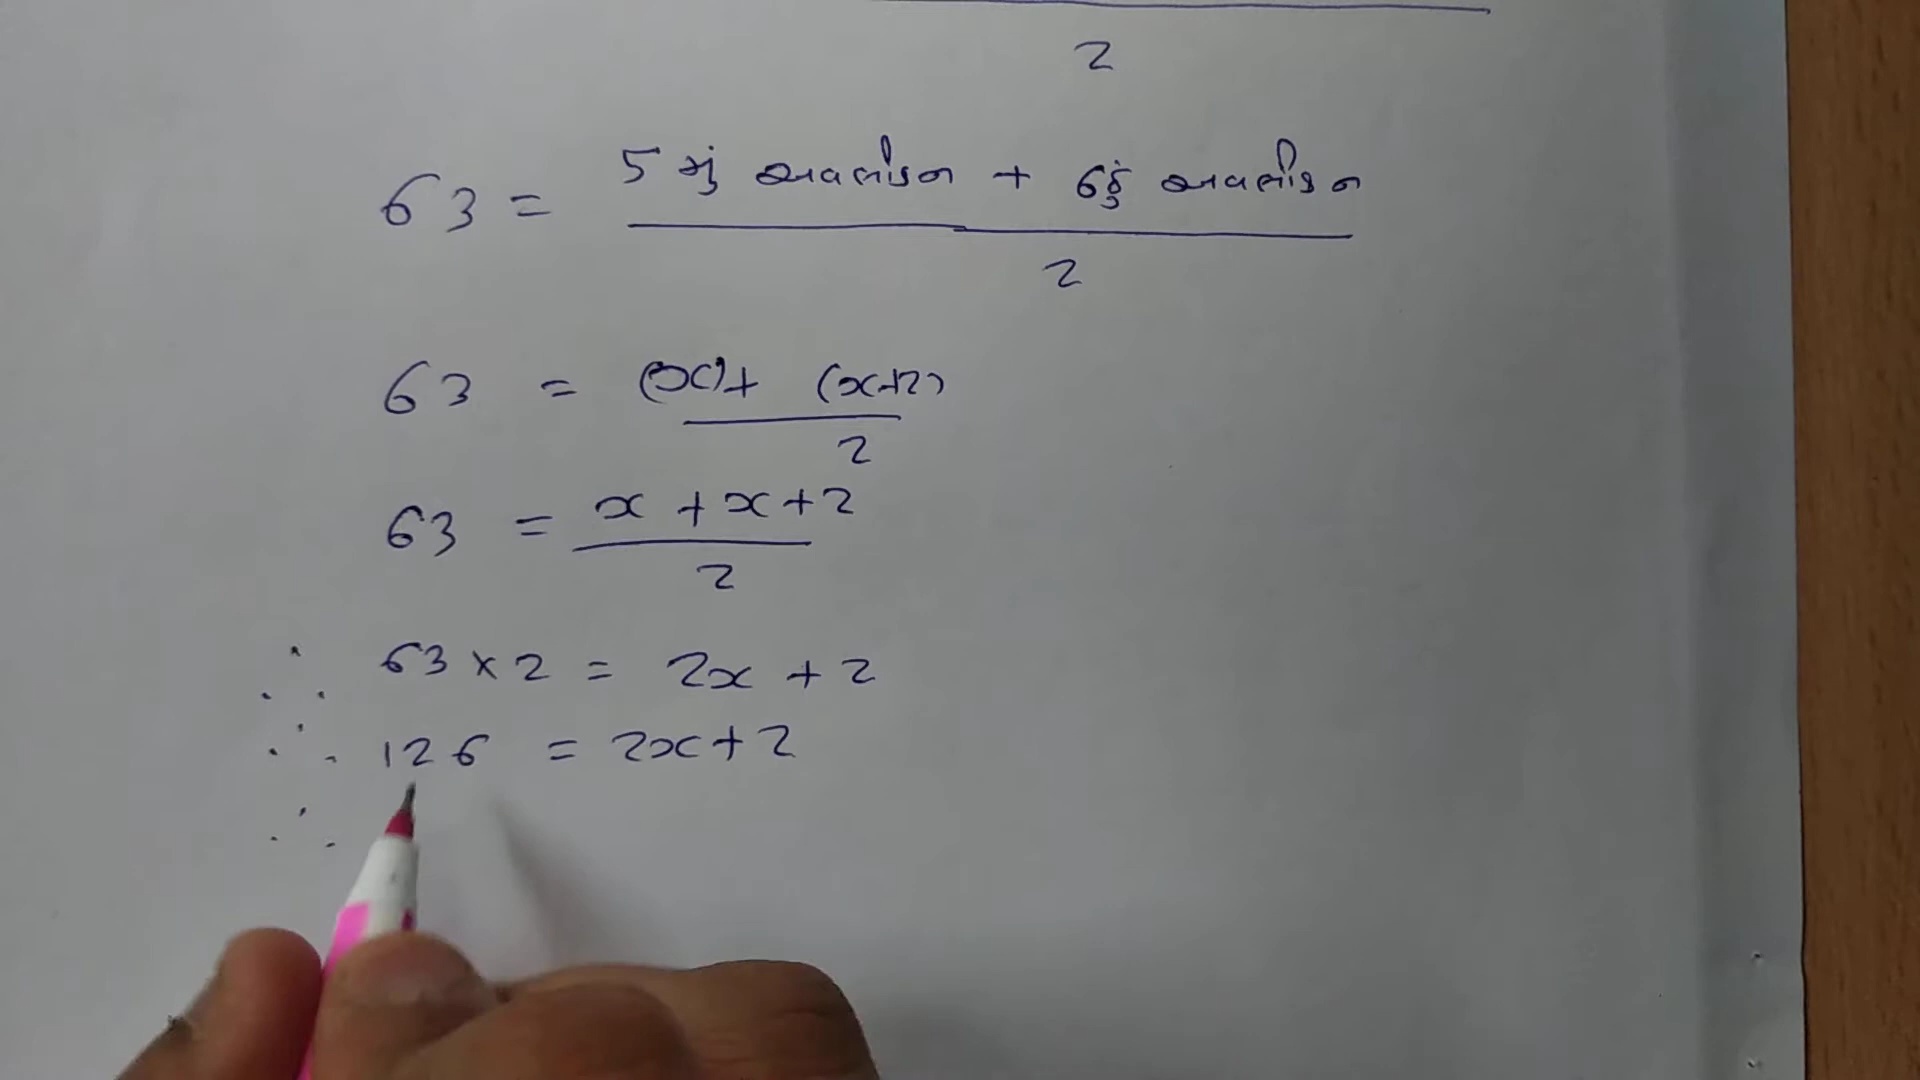 2
63 = 5 મું અવલોકન + 6ઠ્ઠું અવલોકન
2
63 = (x) + (x+2)
2
63 = x + x + 2
2
∴ 63 × 2 = 2x + 2
∴ 126 = 2x + 2
∴